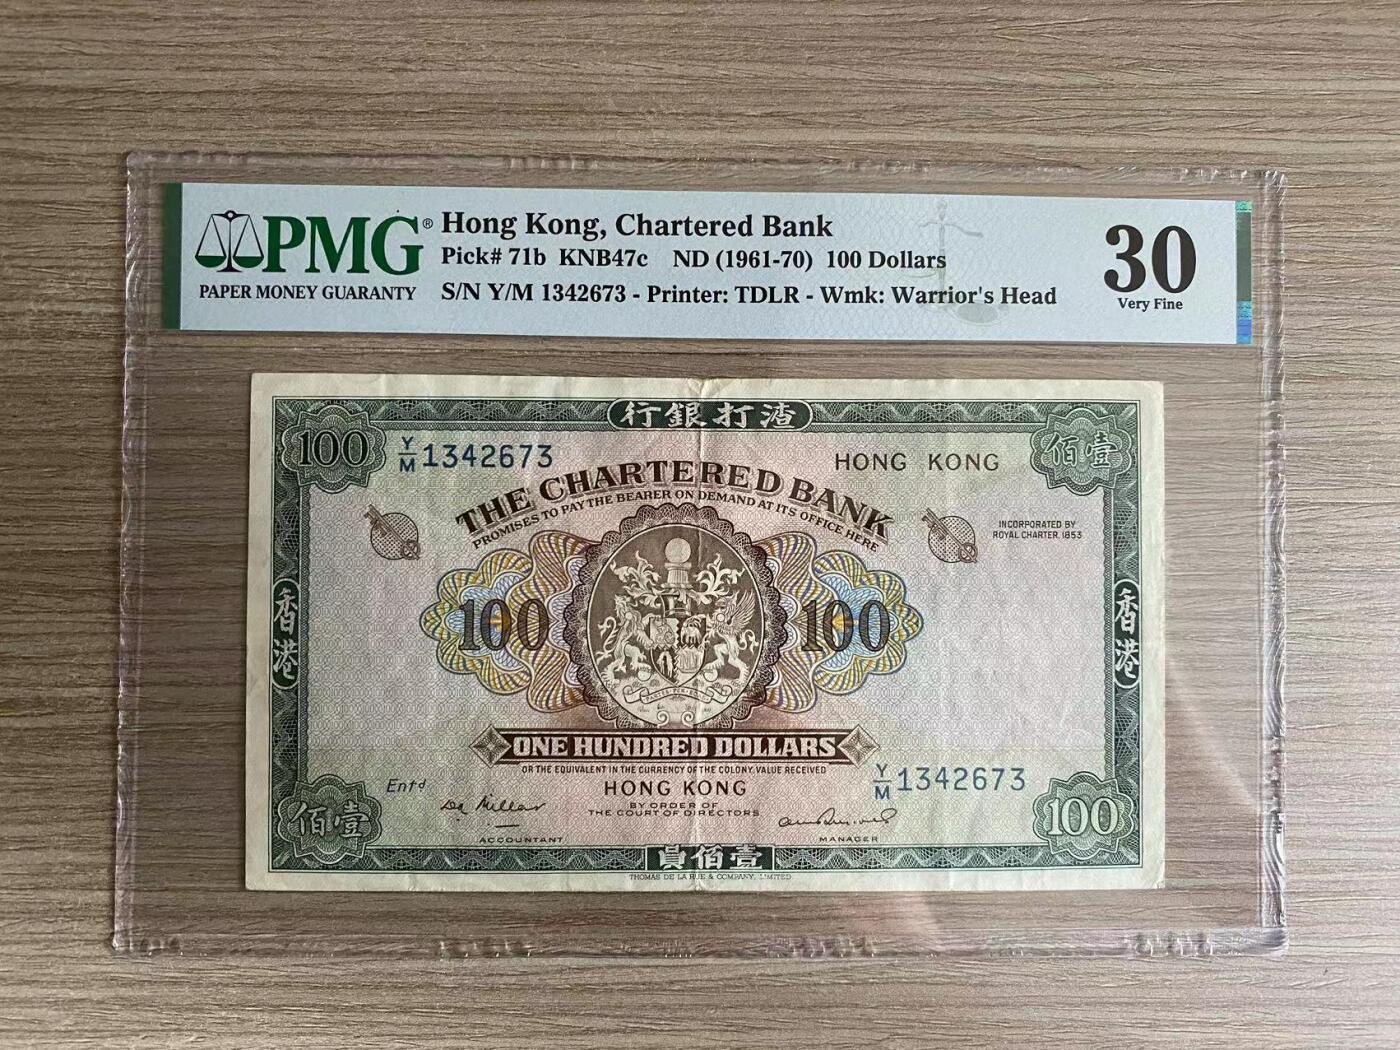 PMG®
PAPER MONEY GUARANTY
Hong Kong, Chartered Bank
Pick# 71b KNB47c ND (1961-70) 100 Dollars
S/N Y/M 1342673 - Printer: TDLR - Wmk: Warrior's Head
30
Very Fine
行銀打渣
100
Y/M 1342673
HONG KONG
佰壹
THE CHARTERED BANK
PROMISES TO PAY THE BEARER ON DEMAND AT ITS OFFICE HERE
INCORPORATED BY
ROYAL CHARTER, 1853
香港
100
100
香港
ONE HUNDRED DOLLARS
OR THE EQUIVALENT IN THE CURRENCY OF THE COLONY, VALUE RECEIVED
Y/M 1342673
Entd
HONG KONG
BY ORDER OF
THE COURT OF DIRECTORS
ACCOUNTANT
MANAGER
佰壹
100
員佰壹
THOMAS DE LA RUE & COMPANY, LIMITED